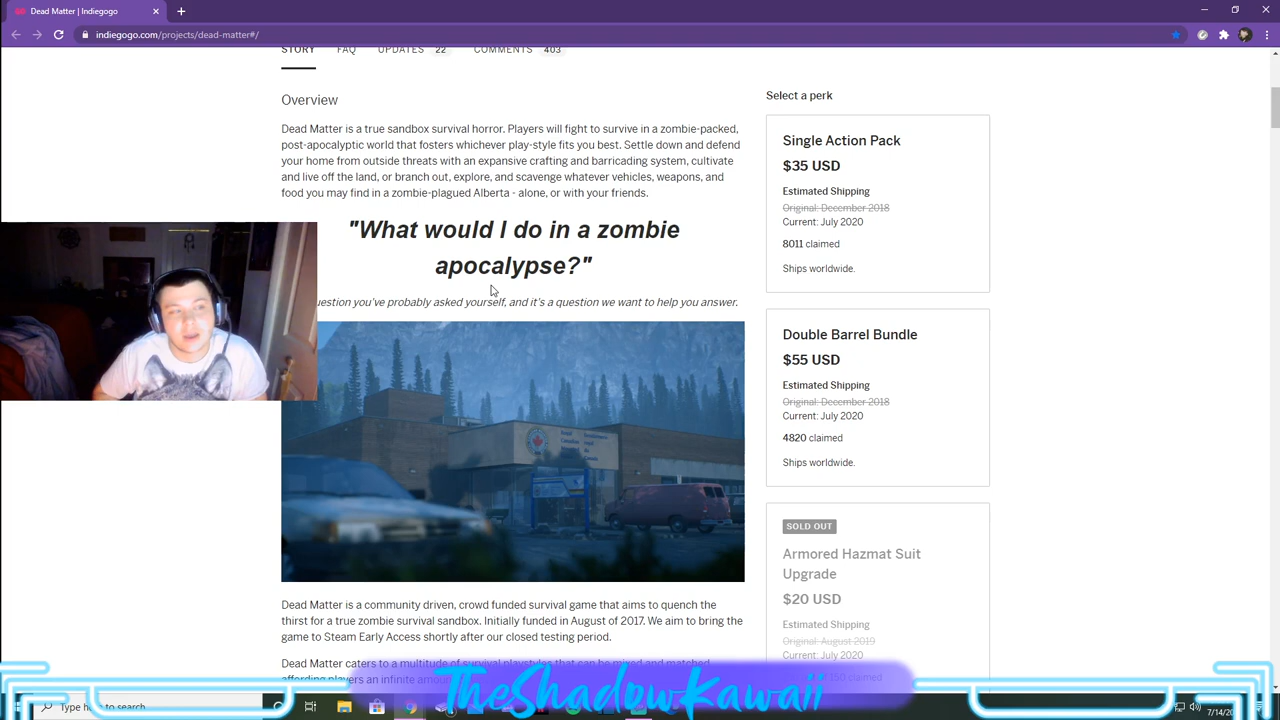 Dead Matter | Indiegogo
indiegogo.com/projects/dead-matter#/
STORY FAQ UPDATES 22 COMMENTS 403
Overview
Dead Matter is a true sandbox survival horror. Players will fight to survive in a zombie-packed,
post-apocalyptic world that fosters whichever play-style fits you best. Settle down and defend
your home from outside threats with an expansive crafting and barricading system, cultivate
and live off the land, or branch out, explore, and scavenge whatever vehicles, weapons, and
food you may find in a zombie-plagued Alberta - alone, or with your friends.
"What would I do in a zombie
apocalypse?"
question you've probably asked yourself, and it's a question we want to help you answer.
Dead Matter is a community driven, crowd funded survival game that aims to quench the
thirst for a true zombie survival sandbox. Initially funded in August of 2017. We aim to bring the
game to Steam Early Access shortly after our closed testing period.
Dead Matter caters to a multitude of survival playstyles that can be mixed and matched,
affording players an infinite
Select a perk
Single Action Pack
$35 USD
Estimated Shipping
Original: December 2018
Current: July 2020
8011 claimed
Ships worldwide.
Double Barrel Bundle
$55 USD
Estimated Shipping
Original: December 2018
Current: July 2020
4820 claimed
Ships worldwide.
SOLD OUT
Armored Hazmat Suit
Upgrade
$20 USD
Estimated Shipping
Original: August 2019
Current: July 2020
claimed
TheShadowKawaii
Type here to search